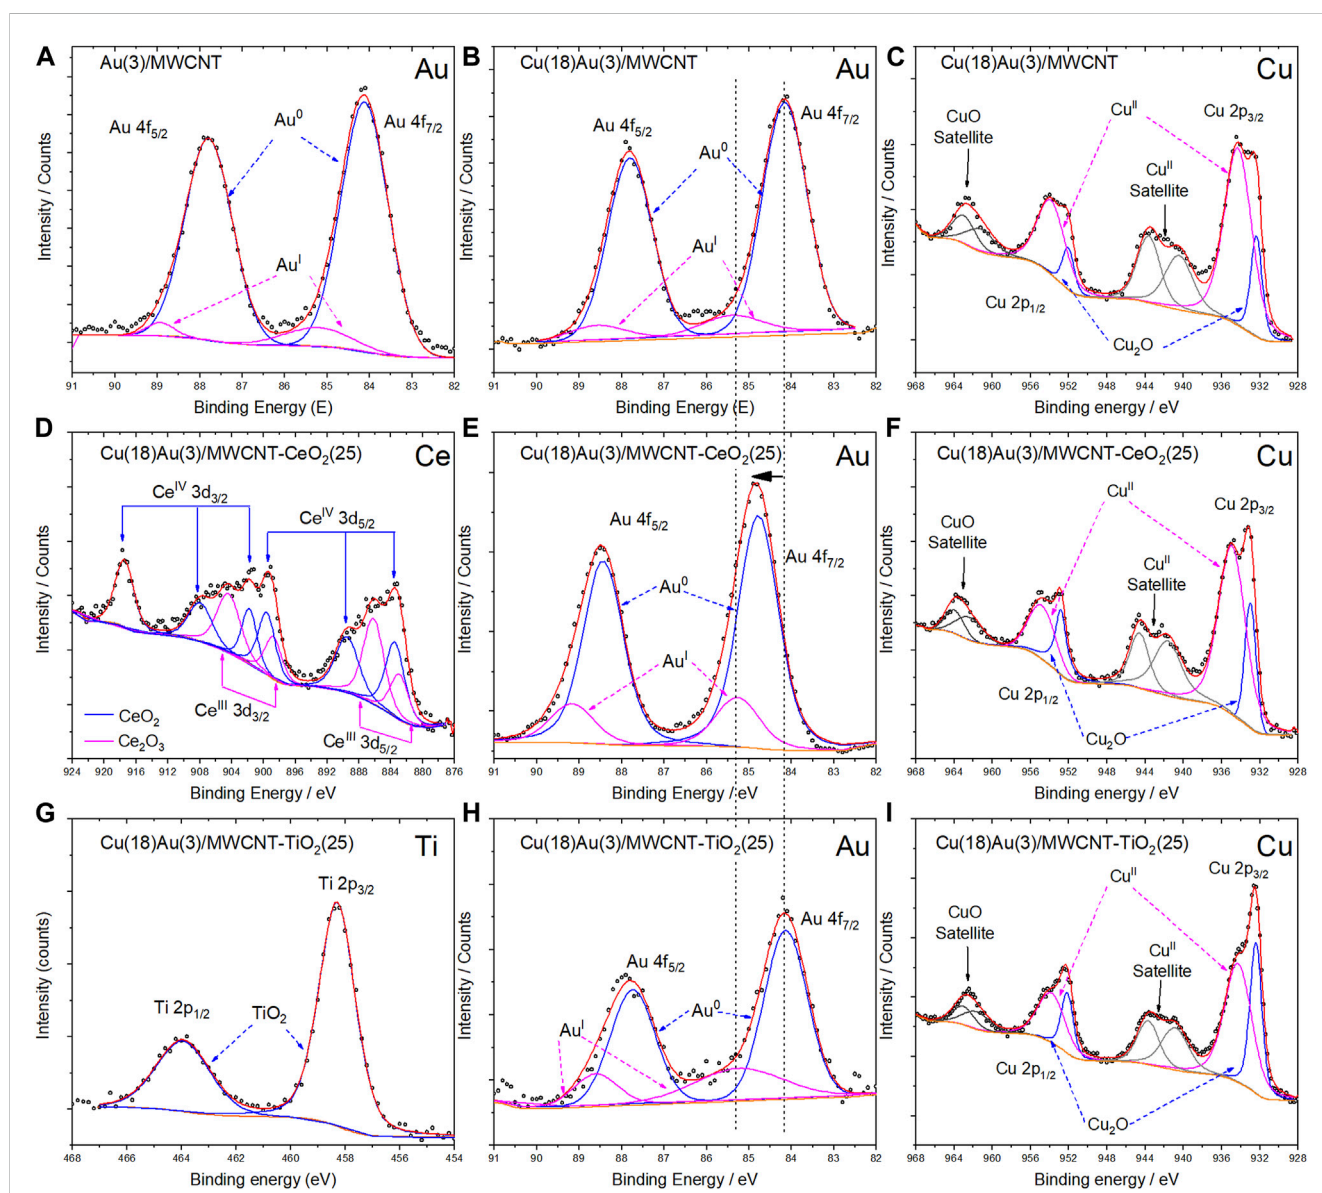 A
Au(3)/MWCNT
Au
Au 4f5/2
Au0
Au 4f7/2
AuI
Intensity / Counts
91 90 89 88 87 86 85 84 83 82
Binding Energy (E)
B
Cu(18)Au(3)/MWCNT
Au
Au 4f5/2
Au0
Au 4f7/2
AuI
Intensity / Counts
91 90 89 88 87 86 85 84 83 82
Binding Energy (E)
C
Cu(18)Au(3)/MWCNT
Cu
CuO
Satellite
CuII
Cu 2p3/2
CuII
Satellite
Cu 2p1/2
Cu2O
Intensity / Counts
968 964 960 956 952 948 944 940 936 932 928
Binding energy / eV
D
Cu(18)Au(3)/MWCNT-CeO2(25)
Ce
CeIV 3d3/2
CeIV 3d5/2
CeIII 3d3/2
CeIII 3d5/2
CeO2
Ce2O3
Intensity / Counts
924 920 916 912 908 904 900 896 892 888 884 880 876
Binding Energy / eV
E
Cu(18)Au(3)/MWCNT-CeO2(25)
Au
Au 4f5/2
Au 4f7/2
Au0
AuI
Intensity / Counts
91 90 89 88 87 86 85 84 83 82
Binding Energy / eV
F
Cu(18)Au(3)/MWCNT-CeO2(25)
Cu
CuII
Cu 2p3/2
CuO
Satellite
CuII
Satellite
Cu 2p1/2
Cu2O
Intensity / Counts
968 964 960 956 952 948 944 940 936 932 928
Binding energy / eV
G
Cu(18)Au(3)/MWCNT-TiO2(25)
Ti
Ti 2p3/2
Ti 2p1/2
TiO2
Intensity (counts)
468 466 464 462 460 458 456 454
Binding energy (eV)
H
Cu(18)Au(3)/MWCNT-TiO2(25)
Au
Au 4f7/2
Au 4f5/2
Au0
AuI
Intensity / Counts
91 90 89 88 87 86 85 84 83 82
Binding Energy / eV
I
Cu(18)Au(3)/MWCNT-TiO2(25)
Cu
CuII
Cu 2p3/2
CuO
Satellite
CuII
Satellite
Cu 2p1/2
Cu2O
Intensity / Counts
968 964 960 956 952 948 944 940 936 932 928
Binding energy / eV